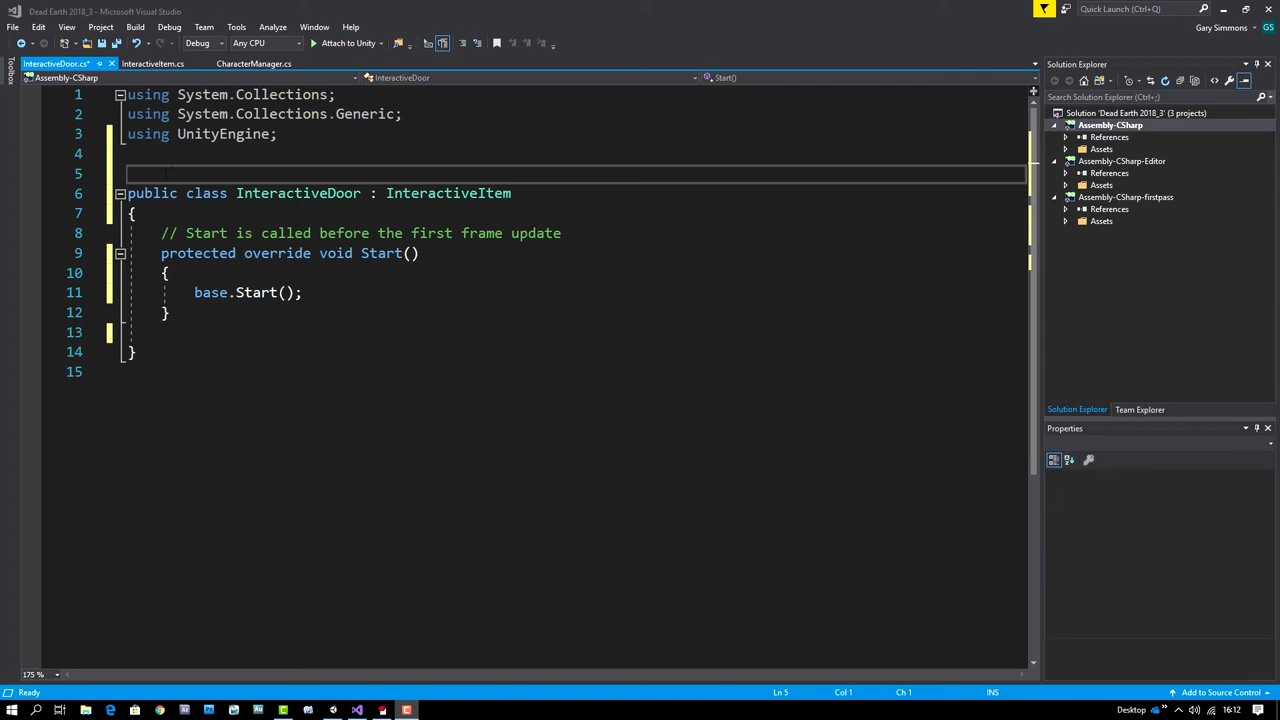 Dead Earth 2018_3 - Microsoft Visual Studio
Quick Launch (Ctrl+;)
File Edit View Project Build Debug Team Tools Analyze Window Help
Gary Simmons GS
Debug Any CPU Attach to Unity
Toolbox
InteractiveDoor.cs* InteractiveItem.cs CharacterManager.cs
Assembly-CSharp InteractiveDoor Start()
1 using System.Collections;
2 using System.Collections.Generic;
3 using UnityEngine;
4
5
6 public class InteractiveDoor : InteractiveItem
7 {
8 // Start is called before the first frame update
9 protected override void Start()
10 {
11 base.Start();
12 }
13
14 }
15
175 %
Solution Explorer
Search Solution Explorer (Ctrl+;)
Solution 'Dead Earth 2018_3' (3 projects)
Assembly-CSharp
References
Assets
Assembly-CSharp-Editor
References
Assets
Assembly-CSharp-firstpass
References
Assets
Solution Explorer Team Explorer
Properties
Ready Ln 5 Col 1 Ch 1 INS Add to Source Control
Desktop 16:12